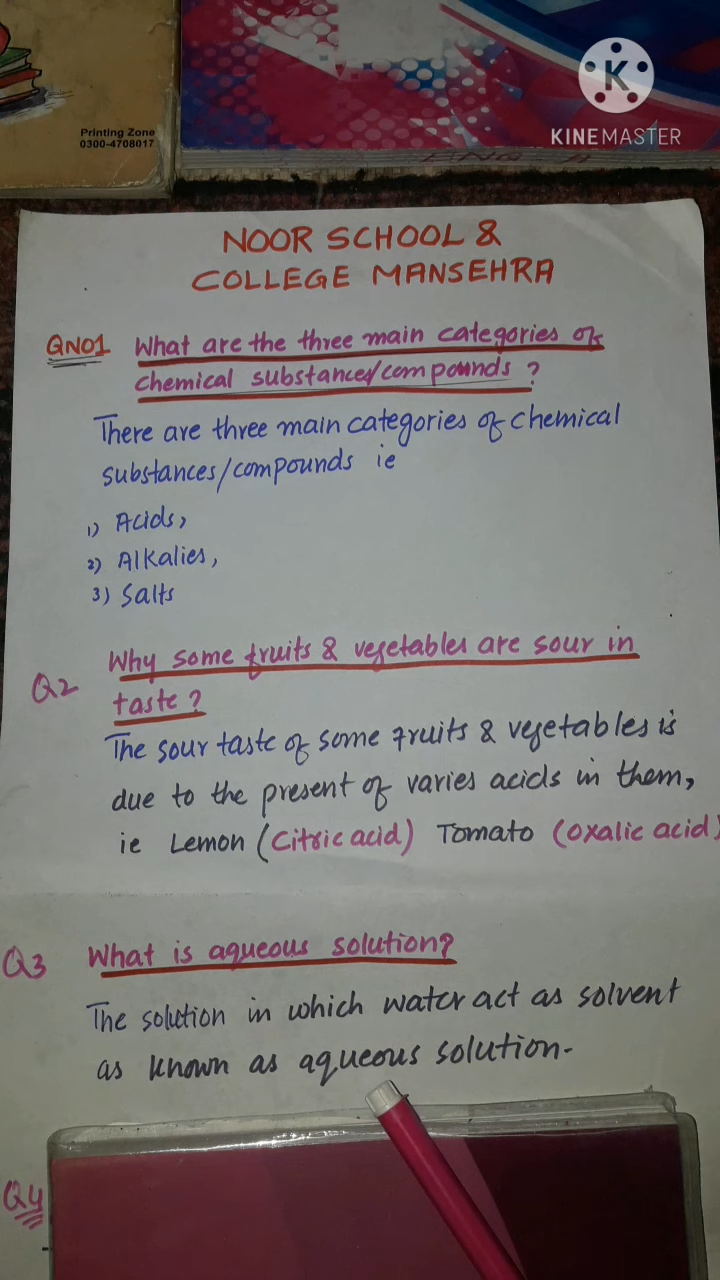 Printing Zone
0300-4708017
K
KINEMASTER
NOOR SCHOOL &
COLLEGE MANSEHRA
QNO1 What are the three main categories of
chemical substances/compounds ?
There are three main categories of chemical
substances/compounds ie
1) Acids,
2) Alkalies,
3) Salts
Q2 Why some fruits & vegetables are sour in
taste ?
The sour taste of some fruits & vegetables is
due to the present of varies acids in them,
ie Lemon (Citric acid) Tomato (Oxalic acid)
Q3 What is aqueous solution?
The solution in which water act as solvent
as known as aqueous solution.
Q4